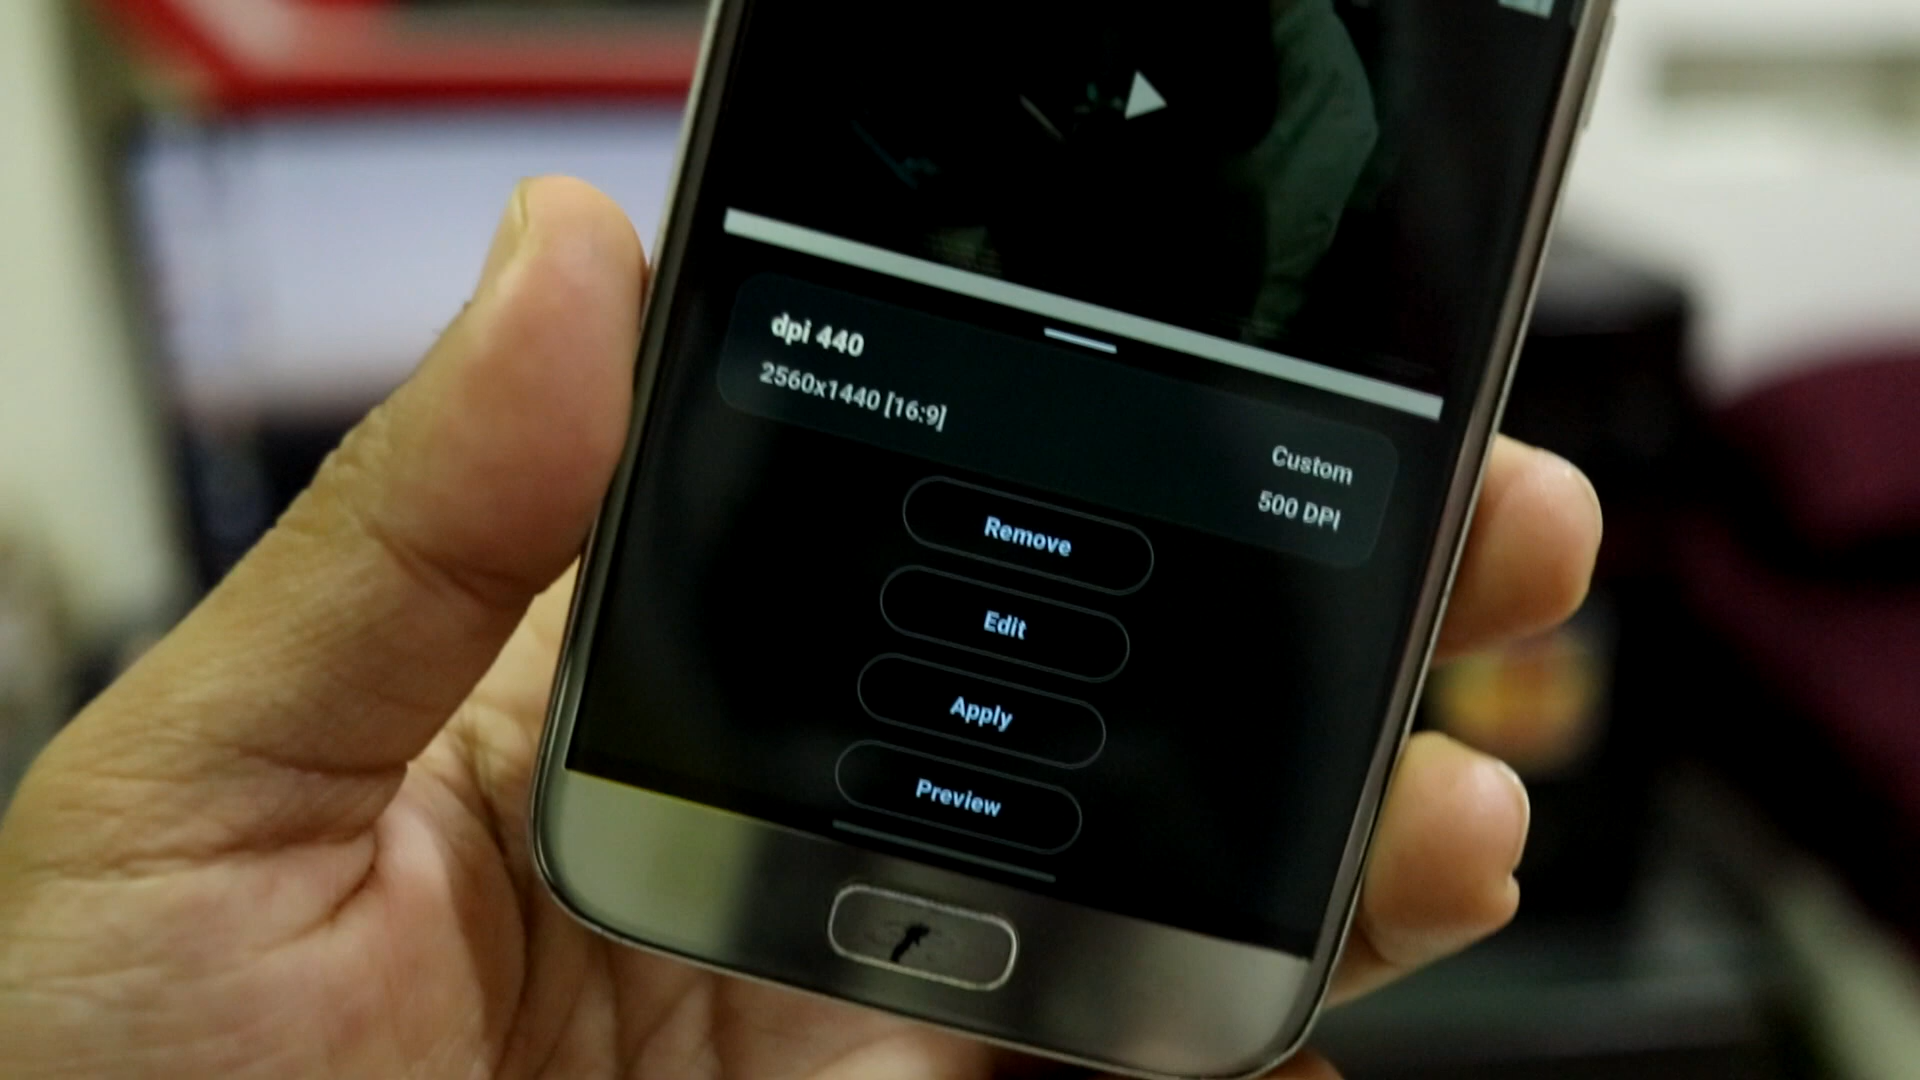 dpi 440
2560x1440 [16:9]
Custom
500 DPI
Remove
Edit
Apply
Preview